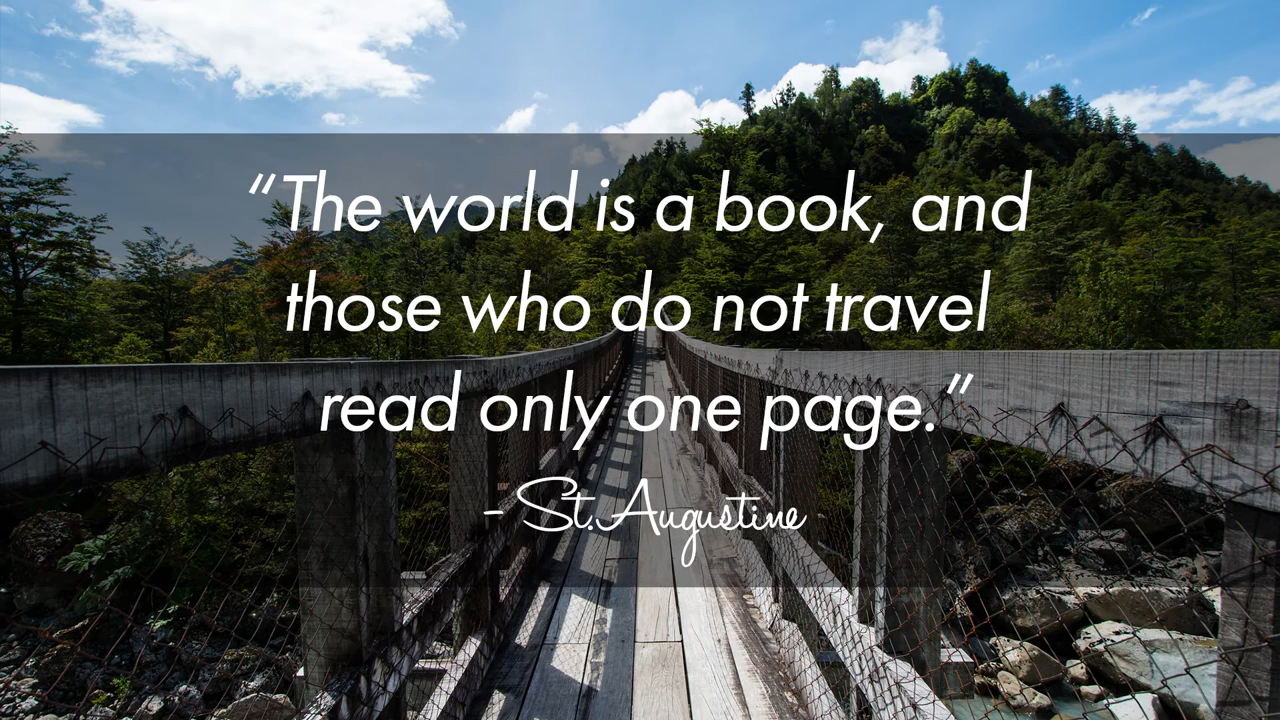 “The world is a book, and
those who do not travel
read only one page.”
- St. Augustine